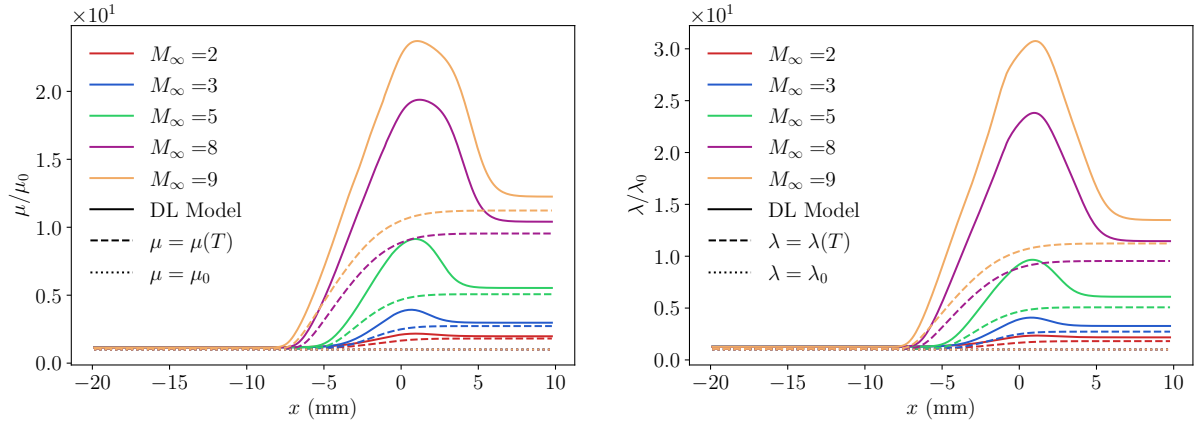 ×10¹
M∞ =2
M∞ =3
M∞ =5
M∞ =8
M∞ =9
DL Model
μ = μ(T)
μ = μ₀
μ/μ₀
2.0
1.5
1.0
0.5
0.0
−20 −15 −10 −5 0 5 10
x (mm)
×10¹
M∞ =2
M∞ =3
M∞ =5
M∞ =8
M∞ =9
DL Model
λ = λ(T)
λ = λ₀
λ/λ₀
3.0
2.5
2.0
1.5
1.0
0.5
0.0
−20 −15 −10 −5 0 5 10
x (mm)